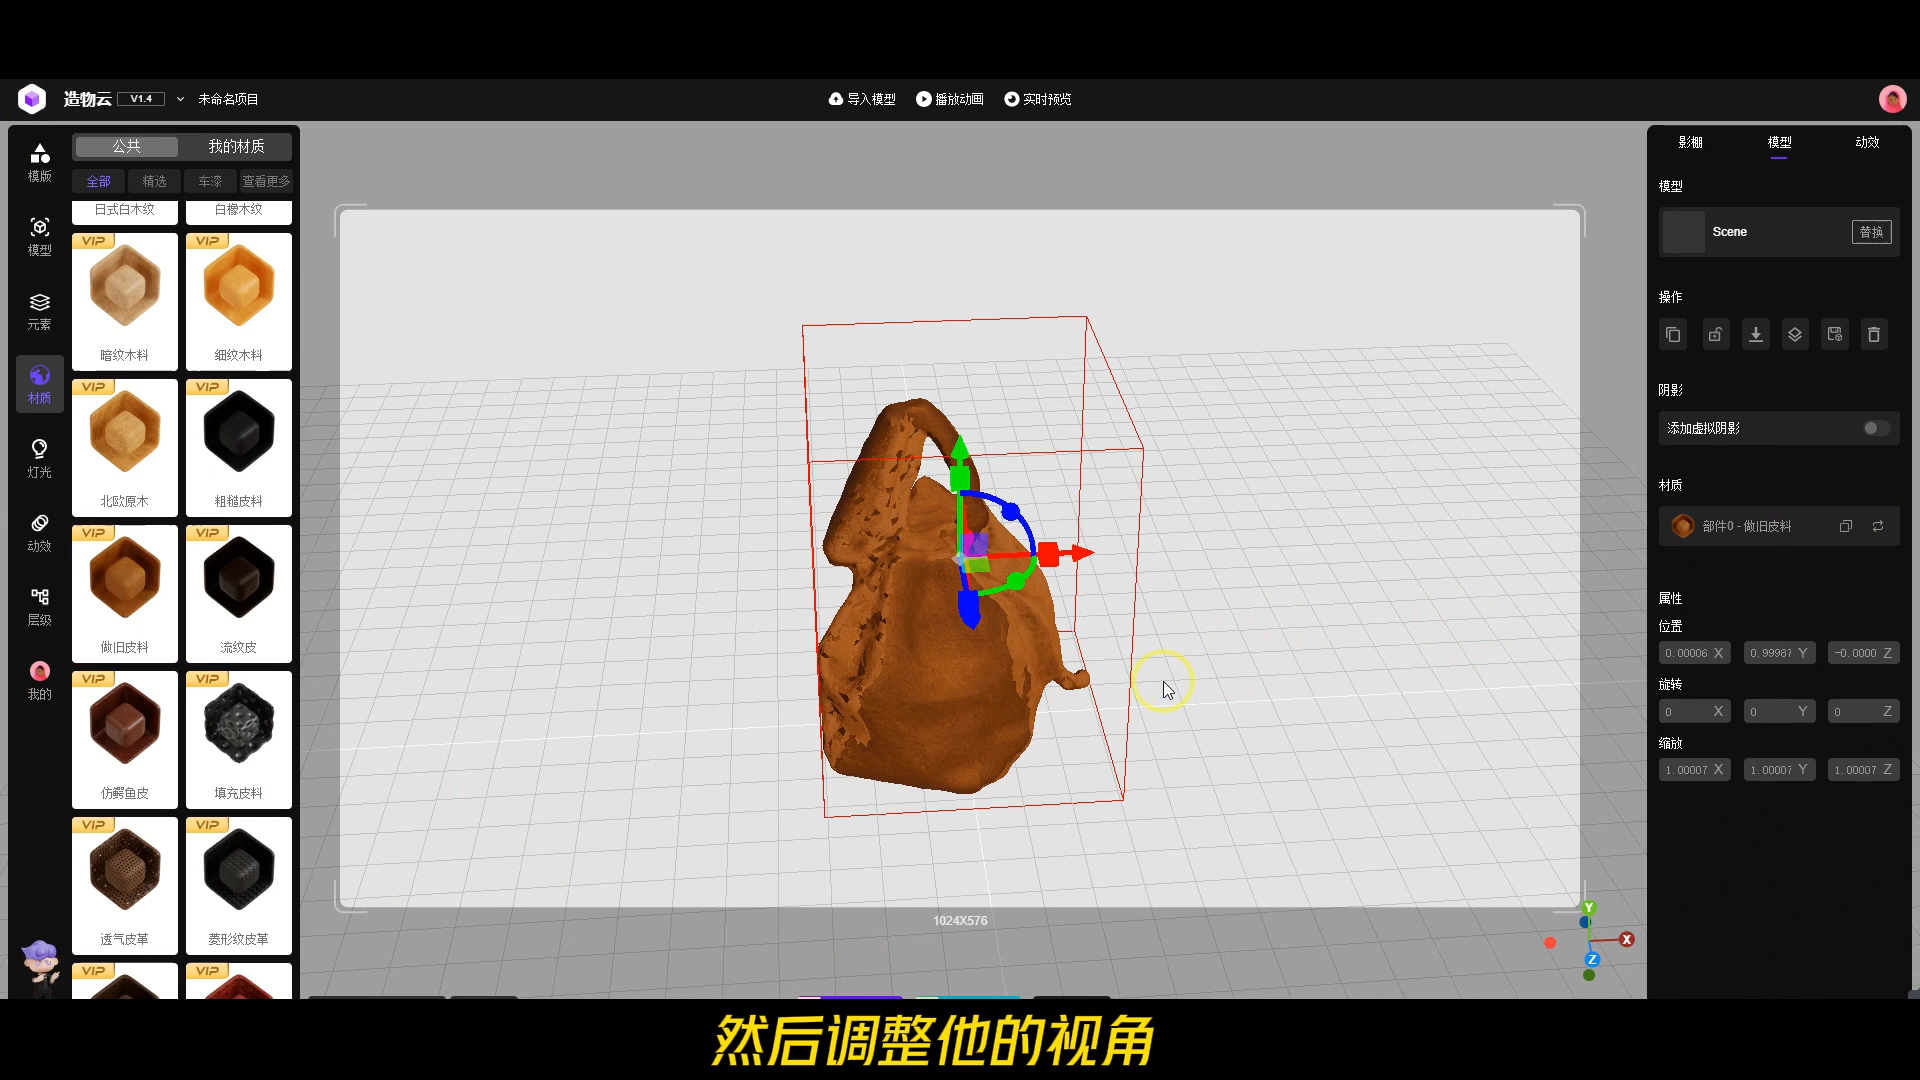 造物云 V1.4 未命名项目
导入模型 播放动画 实时预览
模版
模型
元素
材质
灯光
动效
层级
我的
公共 我的材质
全部 精选 车漆 查看更多
日式白木纹 白橡木纹
VIP VIP
暗纹木料 细纹木料
VIP VIP
北欧原木 粗糙皮料
VIP VIP
做旧皮料 流纹皮
VIP VIP
仿鳄鱼皮 填充皮料
VIP VIP
透气皮革 菱形纹皮革
VIP VIP
1024X576
Y
X
Z
影棚 模型 动效
模型
Scene 替换
操作
阴影
添加虚拟阴影
材质
部件0 - 做旧皮料
属性
位置
0.00006 X 0.99987 Y -0.0000 Z
旋转
0 X 0 Y 0 Z
缩放
1.00007 X 1.00007 Y 1.00007 Z
然后调整他的视角